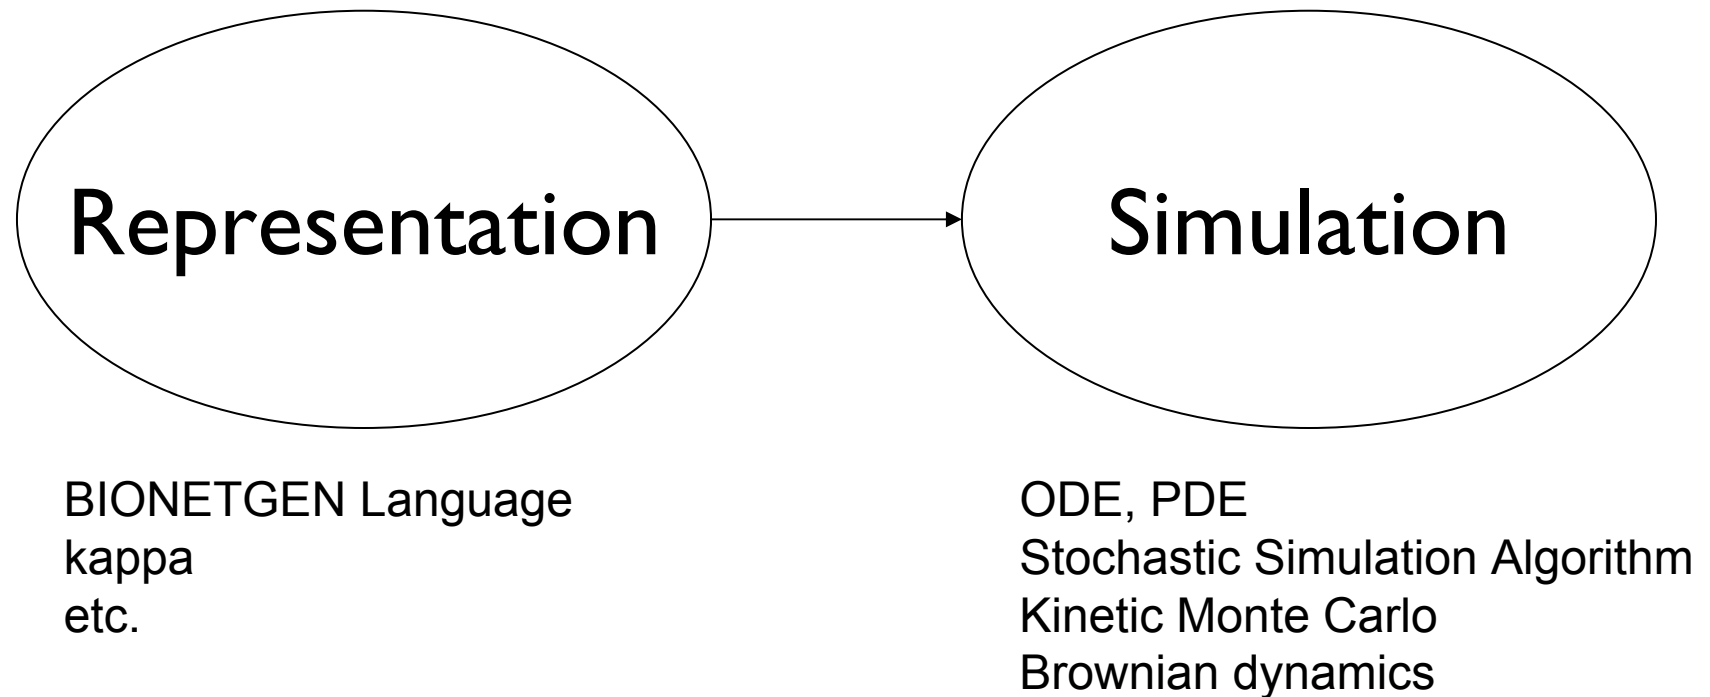 Representation
Simulation
BIONETGEN Language
kappa
etc.
ODE, PDE
Stochastic Simulation Algorithm
Kinetic Monte Carlo
Brownian dynamics